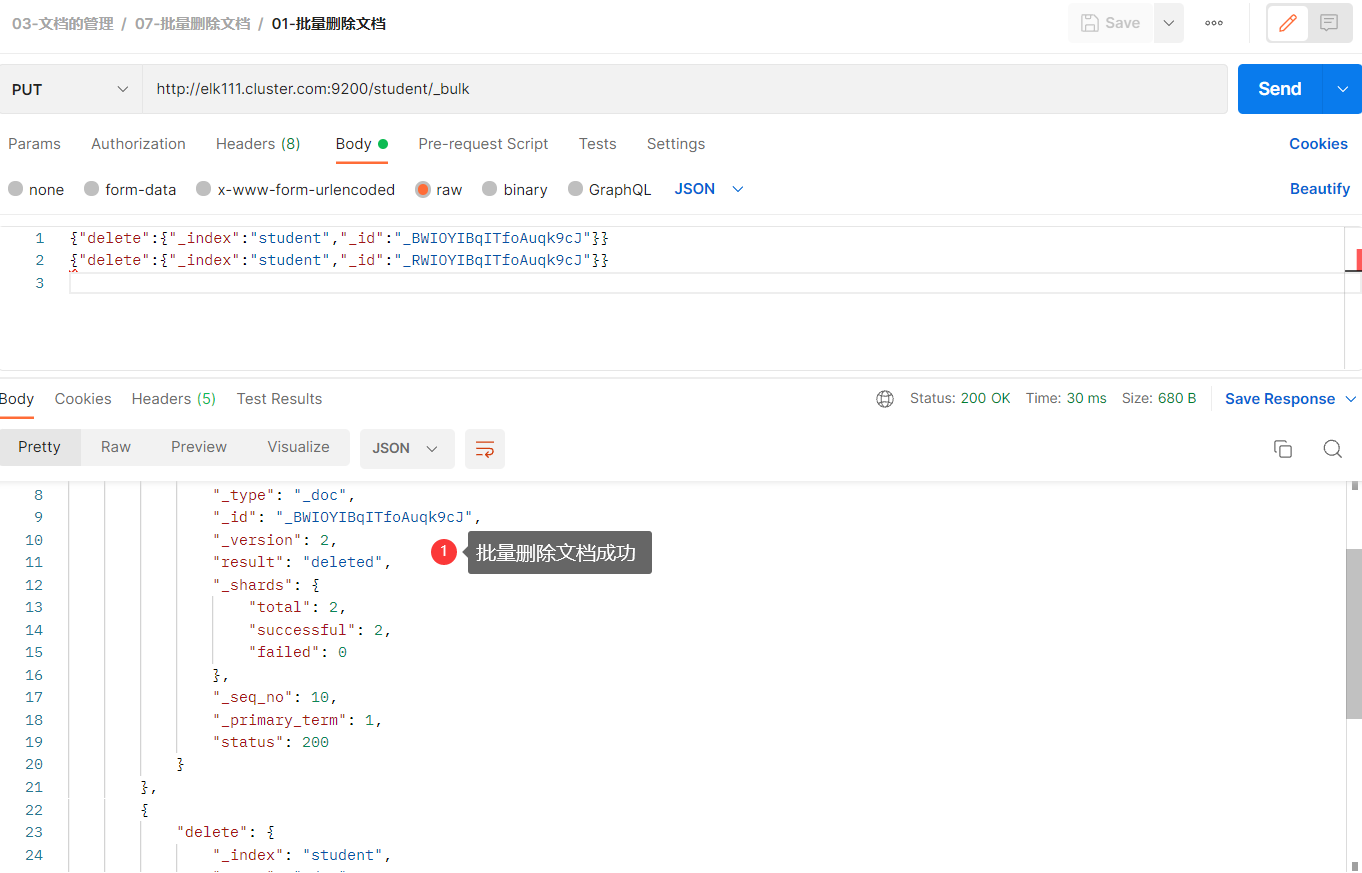 03-文档的管理 / 07-批量删除文档 / 01-批量删除文档 Save
PUT http://elk111.cluster.com:9200/student/_bulk Send
Params Authorization Headers (8) Body Pre-request Script Tests Settings Cookies
none form-data x-www-form-urlencoded raw binary GraphQL JSON Beautify
1 {"delete":{"_index":"student","_id":"_BWIOYIBqITfoAuqk9cJ"}}
2 {"delete":{"_index":"student","_id":"_RWIOYIBqITfoAuqk9cJ"}}
3
Body Cookies Headers (5) Test Results Status: 200 OK Time: 30 ms Size: 680 B Save Response
Pretty Raw Preview Visualize JSON
8 "_type": "_doc",
9 "_id": "_BWIOYIBqITfoAuqk9cJ",
10 "_version": 2,
1 批量删除文档成功
11 "result": "deleted",
12 "_shards": {
13 "total": 2,
14 "successful": 2,
15 "failed": 0
16 },
17 "_seq_no": 10,
18 "_primary_term": 1,
19 "status": 200
20 }
21 },
22 {
23 "delete": {
24 "_index": "student",